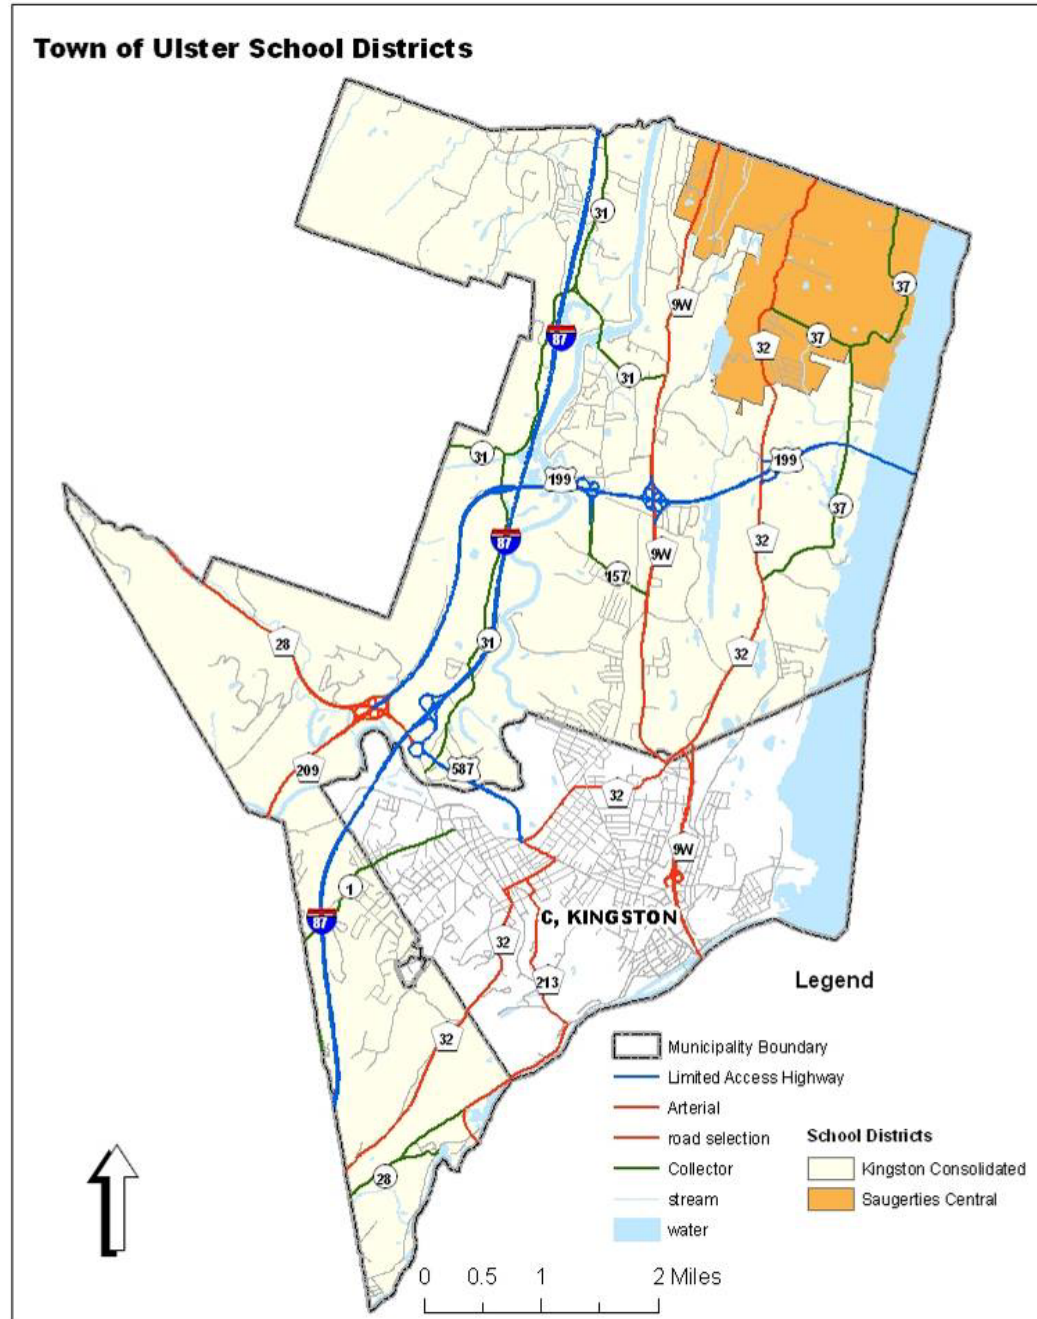 Town of Ulster School Districts
31
37
9W
87
37
32
31
31
199
199
37
87
32
9W
157
28
31
32
209
587
32
9W
1
87
C, KINGSTON
32
213
Legend
32
Municipality Boundary
Limited Access Highway
Arterial
road selection
School Districts
Collector
Kingston Consolidated
28
stream
Saugerties Central
water
0 0.5 1 2 Miles